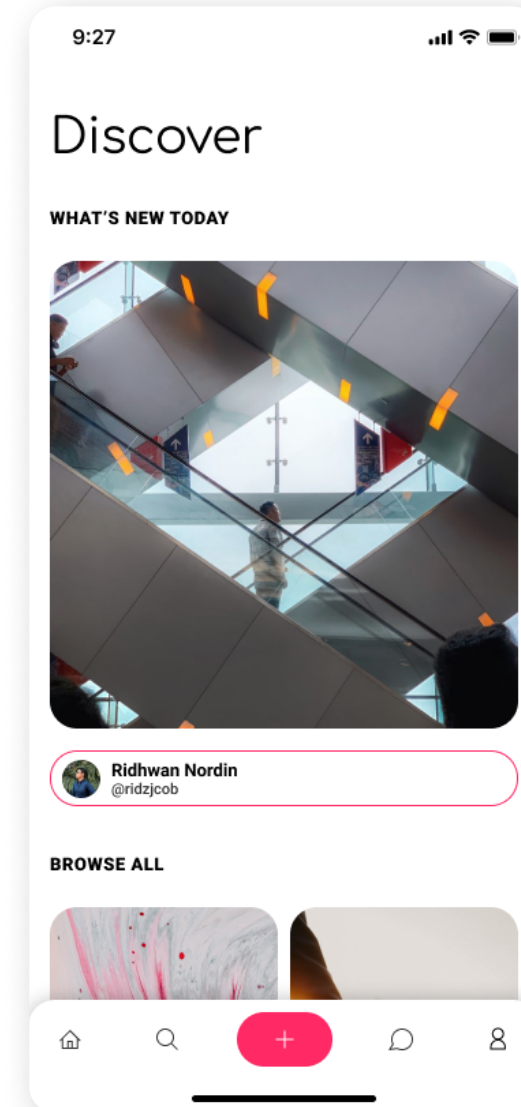 9:27
Discover
WHAT’S NEW TODAY
Ridhwan Nordin
@ridzjcob
BROWSE ALL